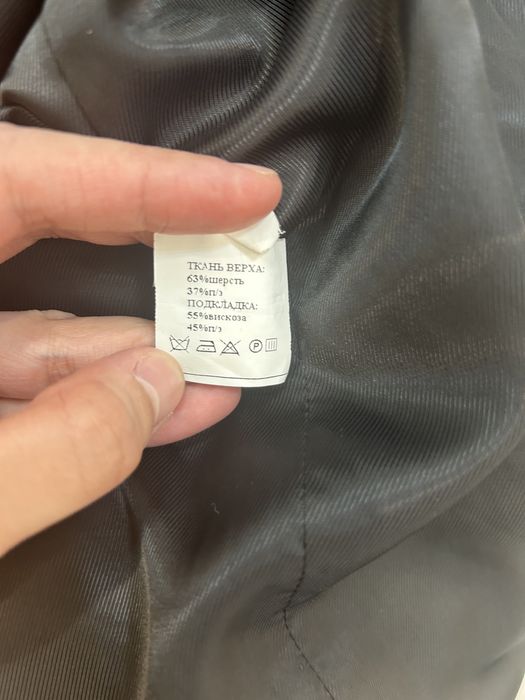 ТКАНЬ ВЕРХА:
63%шерсть
37%п/э
ПОДКЛАДКА:
55%вискоза
45%п/э
P